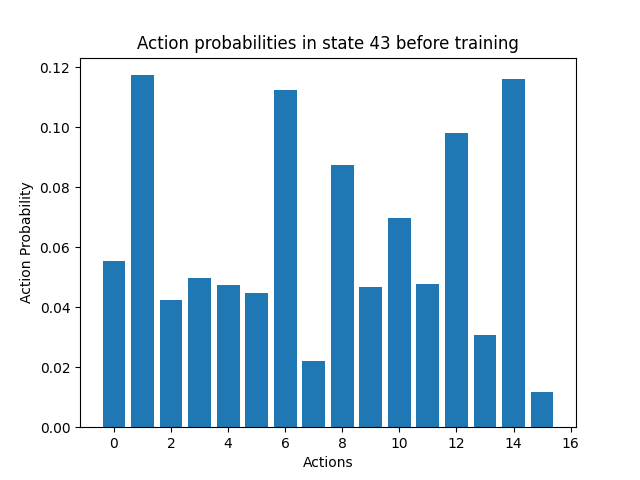 Action probabilities in state 43 before training
0.12
0.10
0.08
0.06
0.04
0.02
0.00
Action Probability
0 2 4 6 8 10 12 14 16
Actions